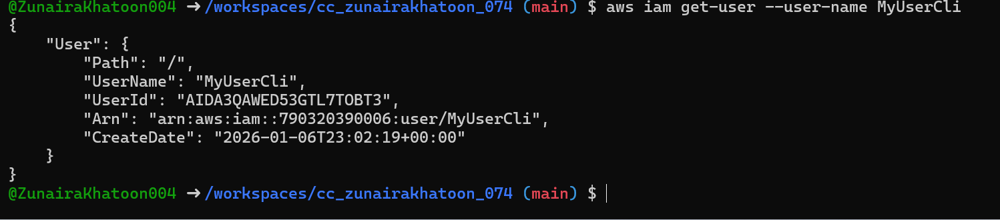 @ZunairaKhatoon004 ➜ /workspaces/cc_zunairakhatoon_074 (main) $ aws iam get-user --user-name MyUserCli
{
    "User": {
        "Path": "/",
        "UserName": "MyUserCli",
        "UserId": "AIDA3QAWED53GTL7TOBT3",
        "Arn": "arn:aws:iam::790320390006:user/MyUserCli",
        "CreateDate": "2026-01-06T23:02:19+00:00"
    }
}
@ZunairaKhatoon004 ➜ /workspaces/cc_zunairakhatoon_074 (main) $